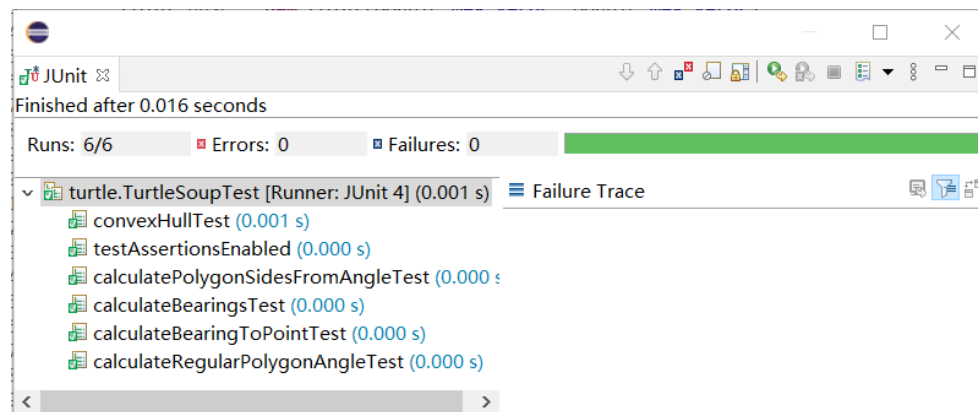 JUnit
Finished after 0.016 seconds
Runs: 6/6 Errors: 0 Failures: 0
turtle.TurtleSoupTest [Runner: JUnit 4] (0.001 s) Failure Trace
convexHullTest (0.001 s)
testAssertionsEnabled (0.000 s)
calculatePolygonSidesFromAngleTest (0.000 s
calculateBearingsTest (0.000 s)
calculateBearingToPointTest (0.000 s)
calculateRegularPolygonAngleTest (0.000 s)